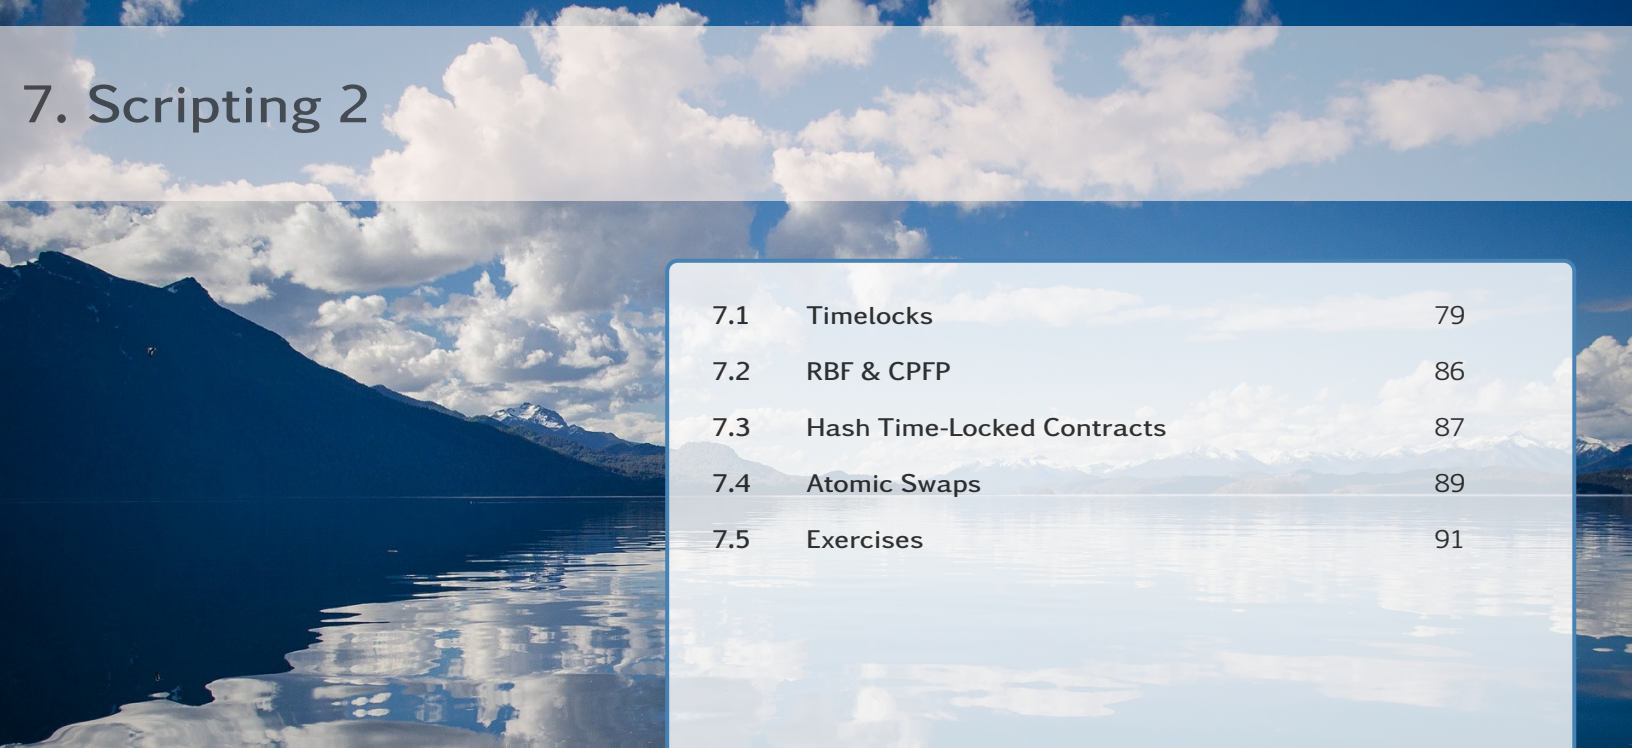 7. Scripting 2
7.1 Timelocks 79
7.2 RBF & CPFP 86
7.3 Hash Time-Locked Contracts 87
7.4 Atomic Swaps 89
7.5 Exercises 91